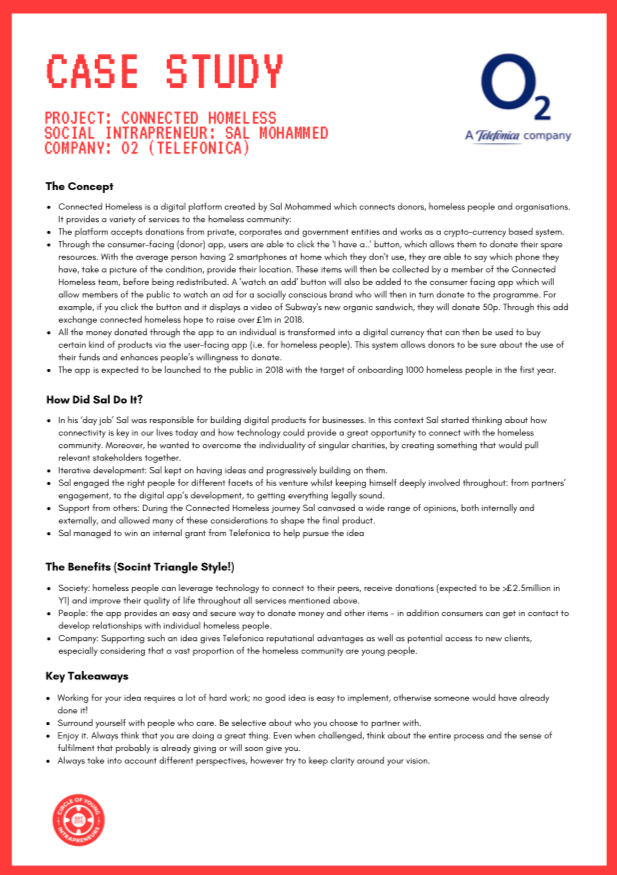 CASE STUDY
PROJECT: CONNECTED HOMELESS
SOCIAL INTRAPRENEUR: SAL MOHAMMED
COMPANY: O2 (TELEFONICA)
O2
A Telefónica company
The Concept
• Connected Homeless is a digital platform created by Sal Mohammed which connects donors, homeless people and organisations.
It provides a variety of services to the homeless community:
• The platform accepts donations from private, corporates and government entities and works as a crypto-currency based system.
• Through the consumer-facing (donor) app, users are able to click the 'I have a..' button, which allows them to donate their spare
resources. With the average person having 2 smartphones at home which they don't use, they are able to say which phone they
have, take a picture of the condition, provide their location. These items will then be collected by a member of the Connected
Homeless team, before being redistributed. A 'watch an add' button will also be added to the consumer facing app which will
allow members of the public to watch an ad for a socially conscious brand who will then in turn donate to the programme. For
example, if you click the button and it displays a video of Subway's new organic sandwich, they will donate 50p. Through this add
exchange connected homeless hope to raise over £1m in 2018.
• All the money donated through the app to an individual is transformed into a digital currency that can then be used to buy
certain kind of products via the user-facing app (i.e. for homeless people). This system allows donors to be sure about the use of
their funds and enhances people's willingness to donate.
• The app is expected to be launched to the public in 2018 with the target of onboarding 1000 homeless people in the first year.
How Did Sal Do It?
• In his 'day job' Sal was responsible for building digital products for businesses. In this context Sal started thinking about how
connectivity is key in our lives today and how technology could provide a great opportunity to connect with the homeless
community. Moreover, he wanted to overcome the individuality of singular charities, by creating something that would pull
relevant stakeholders together.
• Iterative development: Sal kept on having ideas and progressively building on them.
• Sal engaged the right people for different facets of his venture whilst keeping himself deeply involved throughout: from partners'
engagement, to the digital app's development, to getting everything legally sound.
• Support from others: During the Connected Homeless journey Sal canvased a wide range of opinions, both internally and
externally, and allowed many of these considerations to shape the final product.
• Sal managed to win an internal grant from Telefonica to help pursue the idea
The Benefits (Socint Triangle Style!)
• Society: homeless people can leverage technology to connect to their peers, receive donations (expected to be >£2.5million in
Y1) and improve their quality of life throughout all services mentioned above.
• People: the app provides an easy and secure way to donate money and other items - in addition consumers can get in contact to
develop relationships with individual homeless people.
• Company: Supporting such an idea gives Telefonica reputational advantages as well as potential access to new clients,
especially considering that a vast proportion of the homeless community are young people.
Key Takeaways
• Working for your idea requires a lot of hard work; no good idea is easy to implement, otherwise someone would have already
done it!
• Surround yourself with people who care. Be selective about who you choose to partner with.
• Enjoy it. Always think that you are doing a great thing. Even when challenged, think about the entire process and the sense of
fulfilment that probably is already giving or will soon give you.
• Always take into account different perspectives, however try to keep clarity around your vision.
CIRCLE OF YOUNG
INTRAPRENEURS